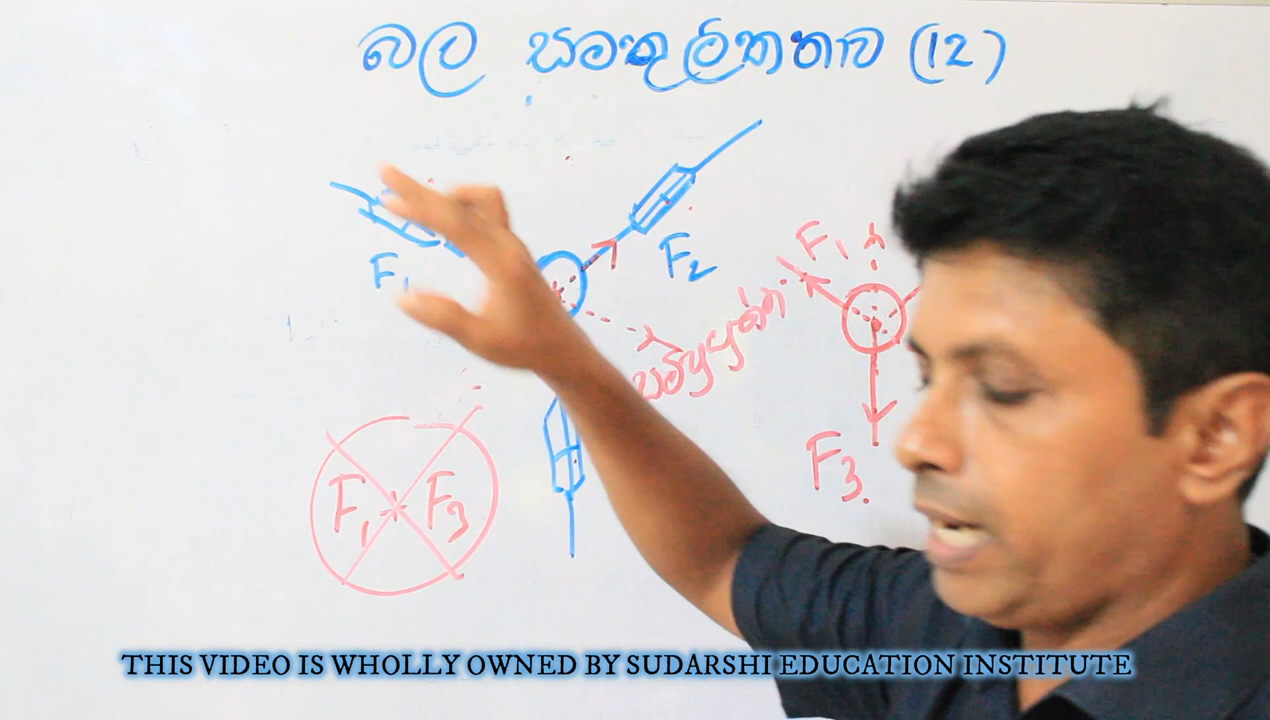 බල සමතුලිතතාව (12)
F₁
F₂
F₁
F₃
F₁ F₃
THIS VIDEO IS WHOLLY OWNED BY SUDARSHI EDUCATION INSTITUTE